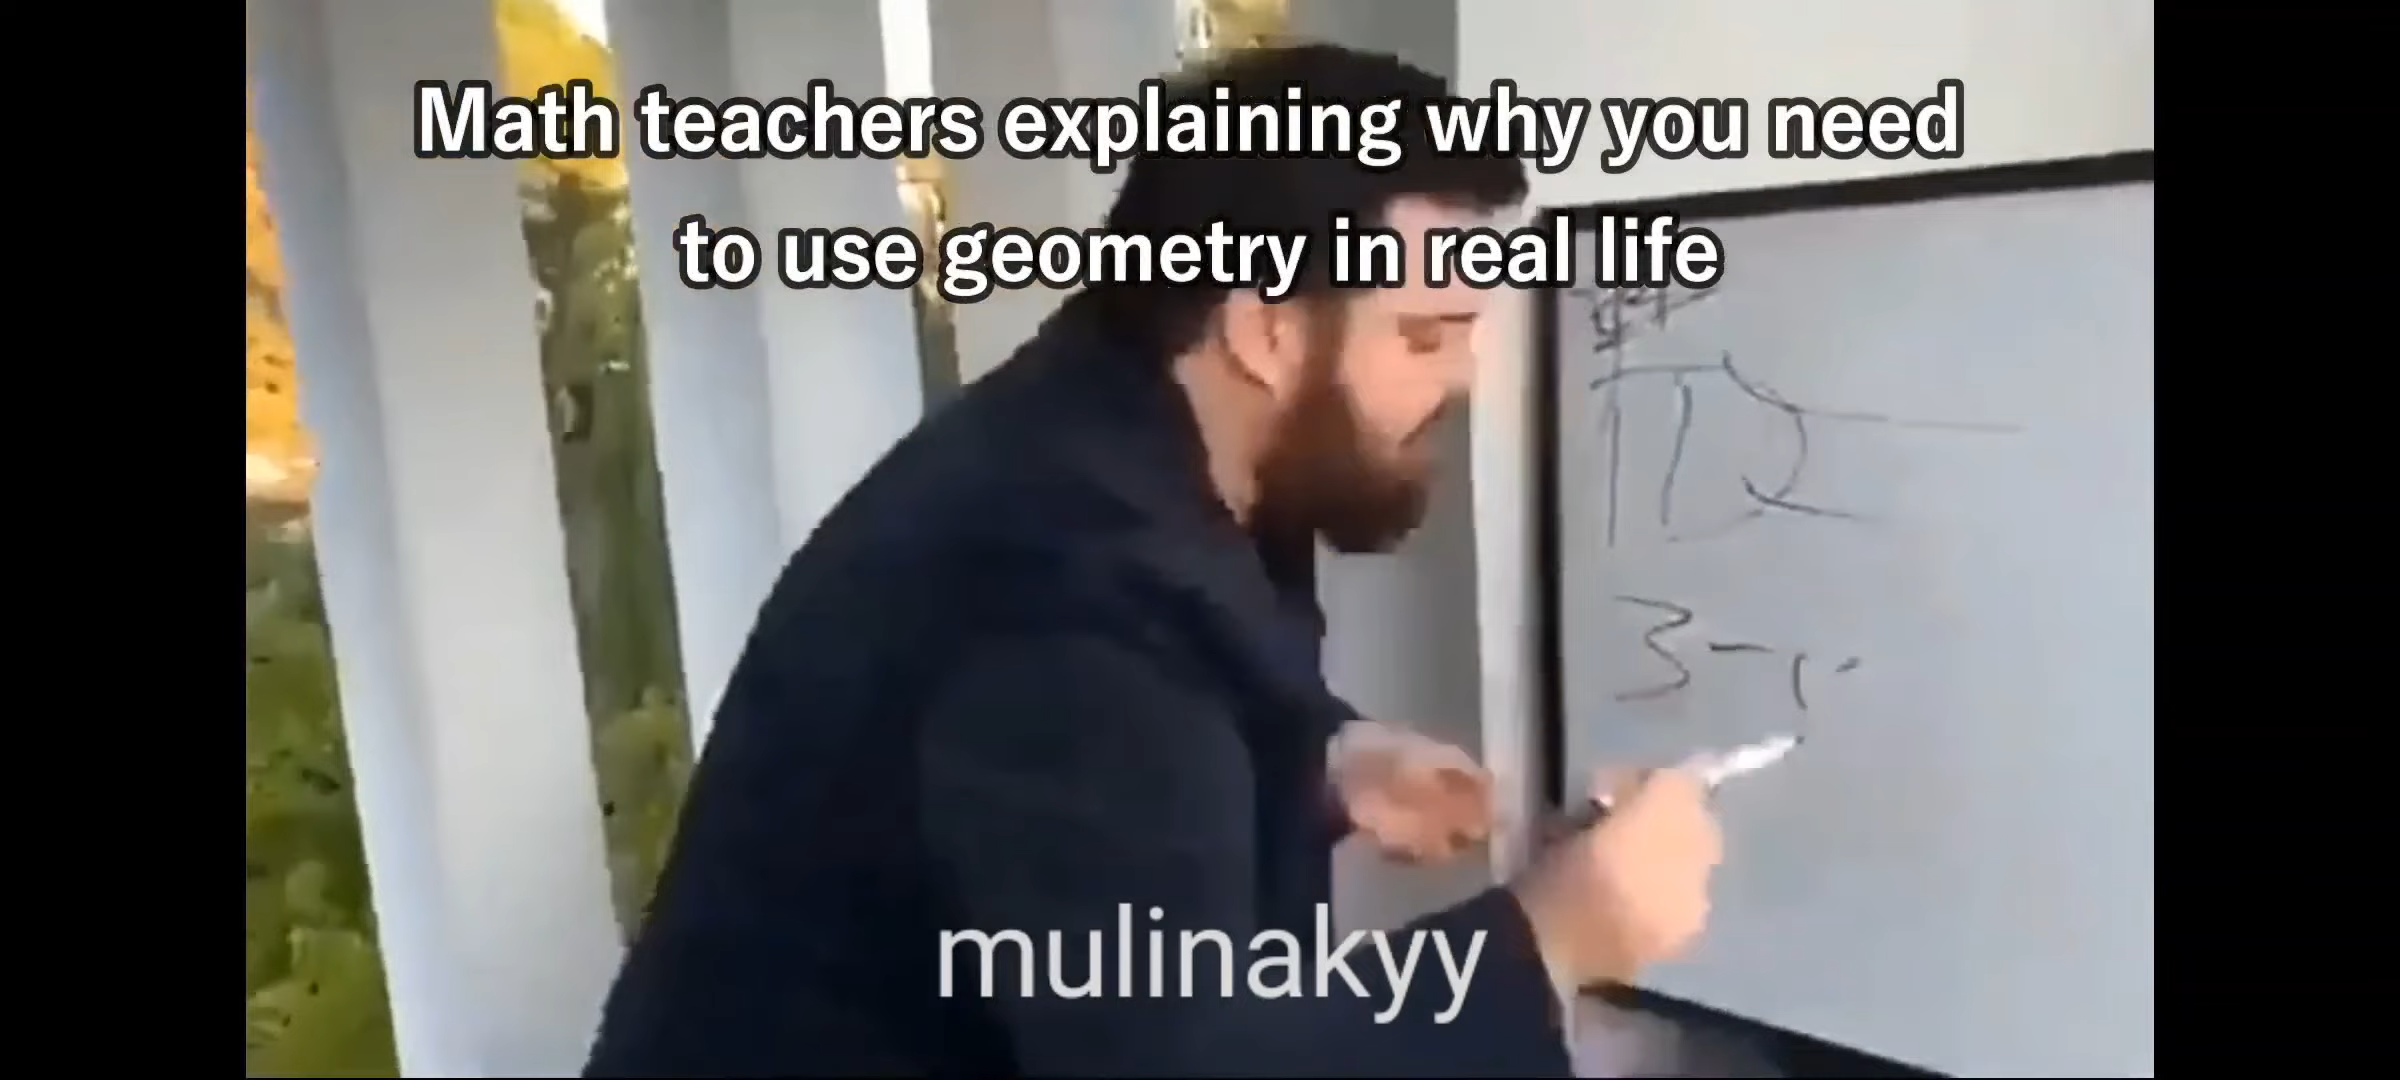 Math teachers explaining why you need
to use geometry in real life
mulinakyy